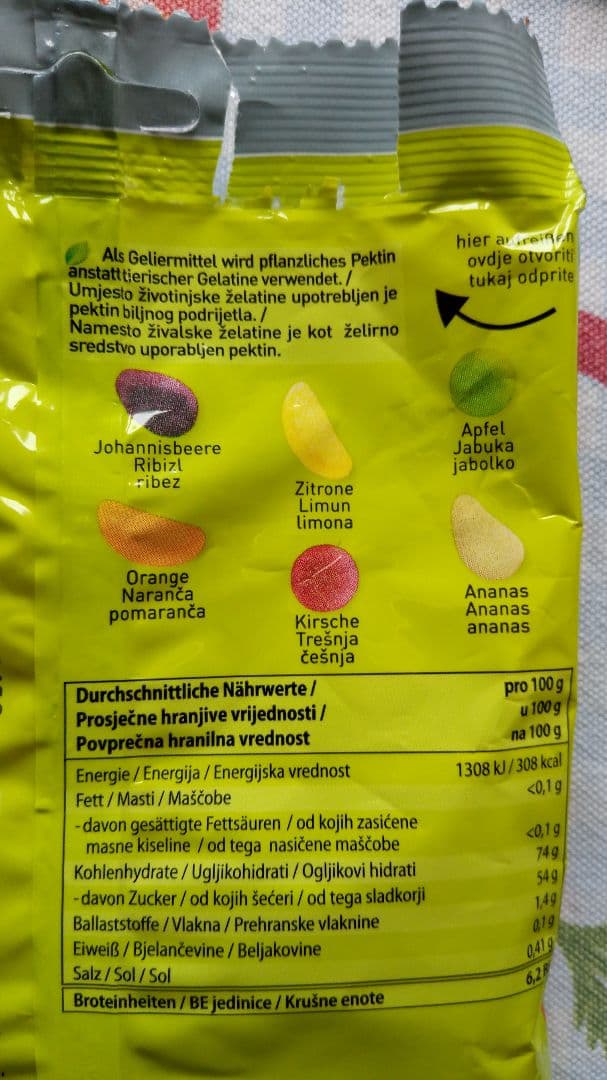 Als Geliermittel wird pflanzliches Pektin
anstatt tierischer Gelatine verwendet. /
Umjesto životinjske želatine upotrebljen je
pektin biljnog podrijetla. /
Namesto živalske želatine je kot želirno
sredstvo uporabljen pektin.
hier aufreißen
ovdje otvoriti
tukaj odprite
Johannisbeere
Ribizl
ribez
Zitrone
Limun
limona
Apfel
Jabuka
jabolko
Orange
Naranča
pomaranča
Kirsche
Trešnja
češnja
Ananas
Ananas
ananas
Durchschnittliche Nährwerte / pro 100 g
Prosječne hranjive vrijednosti / u 100 g
Povprečna hranilna vrednost na 100 g
Energie / Energija / Energijska vrednost 1308 kJ / 308 kcal
Fett / Masti / Maščobe <0,1 g
- davon gesättigte Fettsäuren / od kojih zasićene
masne kiseline / od tega nasičene maščobe <0,1 g
Kohlenhydrate / Ugljikohidrati / Ogljikovi hidrati 74 g
- davon Zucker / od kojih šećeri / od tega sladkorji 54 g
Ballaststoffe / Vlakna / Prehranske vlaknine 1,4 g
Eiweiß / Bjelančevine / Beljakovine 0,1 g
Salz / Sol / Sol 0,41 g
Broteinheiten / BE jedinice / Krušne enote 6,2